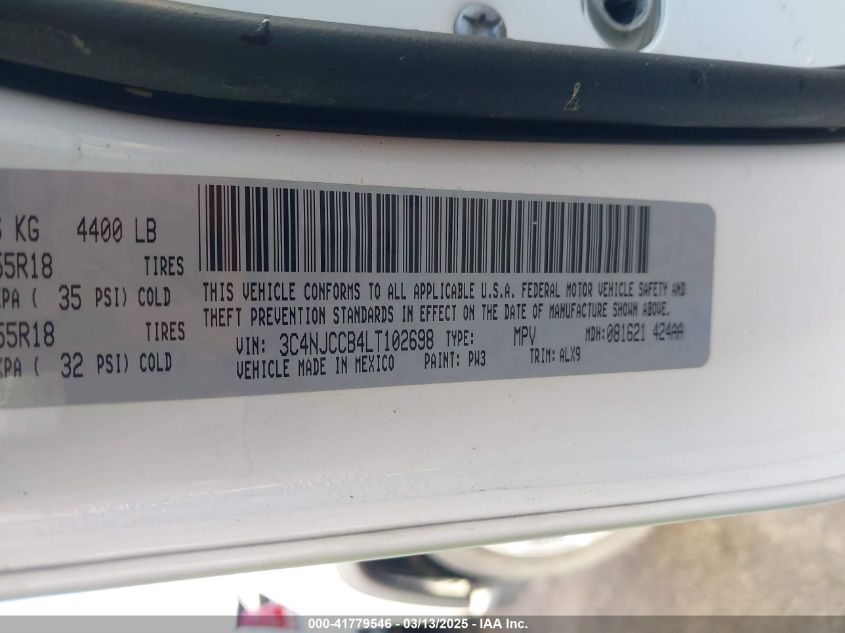 KG 4400 LB
55R18 TIRES
KPA ( 35 PSI) COLD
55R18 TIRES
KPA ( 32 PSI) COLD
THIS VEHICLE CONFORMS TO ALL APPLICABLE U.S.A. FEDERAL MOTOR VEHICLE SAFETY AND
THEFT PREVENTION STANDARDS IN EFFECT ON THE DATE OF MANUFACTURE SHOWN ABOVE.
VIN: 3C4NJCCB4LT102698 TYPE: MPV MDH:081621 424AA
VEHICLE MADE IN MEXICO PAINT: PW3 TRIM: ALX9
000-41779546 - 03/13/2025 - IAA Inc.